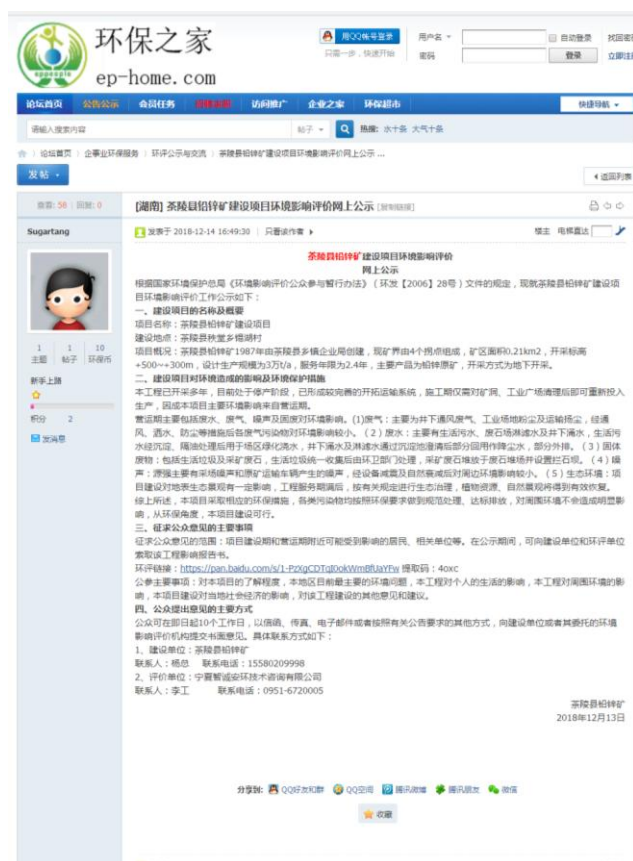 环保之家
ep-home.com
eppeople
用QQ帐号登录
只需一步，快速开始
用户名
自动登录
找回密
密码
登录
立即注
论坛首页 公告公示 会员任务 访问推广 企业之家 环保超市
快捷导航
请输入搜索内容
帖子
热搜: 水十条 大气十条
论坛首页 企事业环保服务 环评公示与交流 茶陵县铅锌矿建设项目环境影响评价网上公示 ...
发帖
返回列表
查看: 58 回复: 0
[湖南] 茶陵县铅锌矿建设项目环境影响评价网上公示 [复制链接]
Sugartang
发表于 2018-12-14 16:49:30 | 只看该作者
楼主 电梯直达
茶陵县铅锌矿建设项目环境影响评价
网上公示
根据国家环境保护总局《环境影响评价公众参与暂行办法》（环发【2006】28号）文件的规定，现就茶陵县铅锌矿建设项
目环境影响评价工作公示如下：
一、建设项目的名称及概要
项目名称：茶陵县铅锌矿建设项目
建设地点：茶陵县秩堂乡锡湖村
项目概况：茶陵县铅锌矿1987年由茶陵县乡镇企业局创建，现矿界由4个拐点组成，矿区面积0.21km2，开采标高
+500~+300m，设计生产规模为3万t/a，服务年限为2.4年，主要产品为铅锌原矿，开采方式为地下开采。
二、建设项目对环境造成的影响及环境保护措施
本工程已开采多年，目前处于停产阶段，已形成较完善的开拓运输系统，施工期仅需对矿洞、工业广场清理后即可重新投入
生产，因此本项目主要环境影响来自营运期。
营运期主要包括废水、废气、噪声及固废对环境影响。(1)废气：主要为井下通风废气、工业场地粉尘及运输扬尘，经通
风、洒水、防尘等措施后各废气污染物对环境影响较小。（2）废水：主要有生活污水、废石场淋滤水及井下涌水，生活污
水经沉淀、隔油处理后用于场区绿化浇水，井下涌水及淋滤水通过沉淀池澄清后部分回用作降尘水，部分外排。（3）固体
废物：包括生活垃圾及采矿废石，生活垃圾统一收集后由环卫部门处理，采矿废石堆放于废石堆场并设置拦石坝。（4）噪
声：源强主要有采场噪声和原矿运输车辆产生的噪声，经设备减震及自然衰减后对周边环境影响较小。（5）生态环境：项
目建设对地表生态景观有一定影响，工程服务期满后，按有关规定进行生态治理，植物资源、自然景观将得到有效恢复。
综上所述，本项目采取相应的环保措施，各类污染物均按照环保要求做到规范处理、达标排放，对周围环境不会造成明显影
响，从环保角度，本项目建设可行。
三、征求公众意见的主要事项
征求公众意见的范围：项目建设期和营运期附近可能受到影响的居民、相关单位等。在公示期间，可向建设单位和环评单位
索取该工程影响报告书。
环评链接：https://pan.baidu.com/s/1-PzXgCDTqI0okWmBfUaYFw 提取码：4oxc
公参主要事项：对本项目的了解程度，本地区目前最主要的环境问题，本工程对个人的生活的影响，本工程对周围环境的影
响，本项目建设对当地社会经济的影响，对该工程建设的其他意见和建议。
四、公众提出意见的主要方式
公众可在即日起10个工作日，以信函、传真、电子邮件或者按照有关公告要求的其他方式，向建设单位或者其委托的环境
影响评价机构提交书面意见。具体联系方式如下：
1、建设单位：茶陵县铅锌矿
联系人：杨总 联系电话：15580209998
2、评价单位：宁夏智诚安环技术咨询有限公司
联系人：李工 联系电话：0951-6720005
茶陵县铅锌矿
2018年12月13日
1 1 10
主题 帖子 环保币
新手上路
积分 2
发消息
分享到: QQ好友和群 QQ空间 腾讯微博 腾讯朋友 微信
收藏